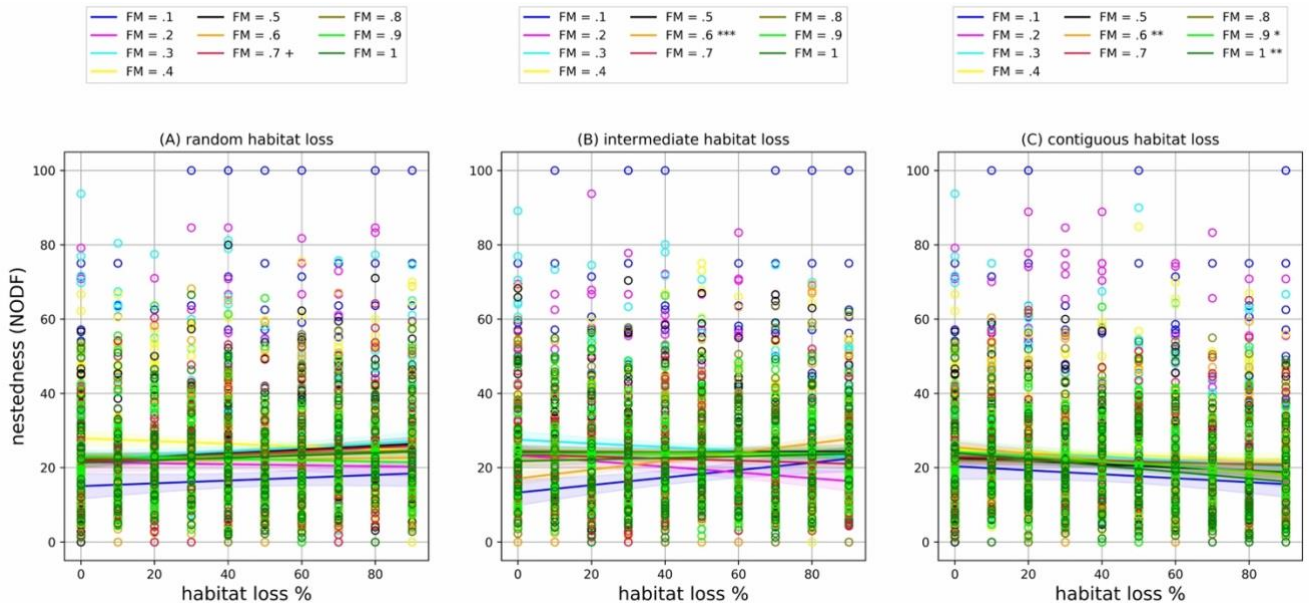 FM = .1 FM = .5 FM = .8
FM = .2 FM = .6 FM = .9
FM = .3 FM = .7 + FM = 1
FM = .4
FM = .1 FM = .5 FM = .8
FM = .2 FM = .6 *** FM = .9
FM = .3 FM = .7 FM = 1
FM = .4
FM = .1 FM = .5 FM = .8
FM = .2 FM = .6 ** FM = .9 *
FM = .3 FM = .7 FM = 1 **
FM = .4
nestedness (NODF)
(A) random habitat loss
100
80
60
40
20
0
0 20 40 60 80
habitat loss %
(B) intermediate habitat loss
100
80
60
40
20
0
0 20 40 60 80
habitat loss %
(C) contiguous habitat loss
100
80
60
40
20
0
0 20 40 60 80
habitat loss %